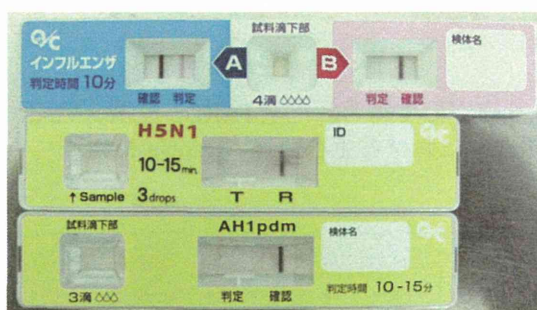 Q/C
インフルエンザ
判定時間 10分
確認 判定
A
試料滴下部
4滴
B
判定 確認
検体名
H5N1
10-15min.
↑ Sample 3drops
T R
ID
Q/C
試料滴下部
3滴
AH1pdm
判定 確認
検体名
Q/C
判定時間 10-15分